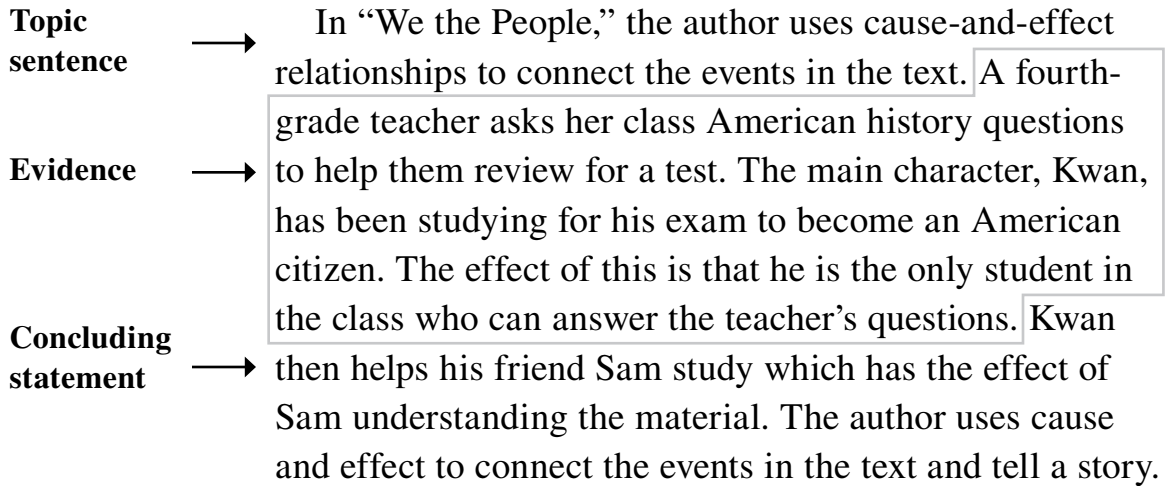 Topic
sentence
In “We the People,” the author uses cause-and-effect
relationships to connect the events in the text. A fourth-
grade teacher asks her class American history questions
Evidence
to help them review for a test. The main character, Kwan,
has been studying for his exam to become an American
citizen. The effect of this is that he is the only student in
the class who can answer the teacher’s questions. Kwan
Concluding
statement
then helps his friend Sam study which has the effect of
Sam understanding the material. The author uses cause
and effect to connect the events in the text and tell a story.